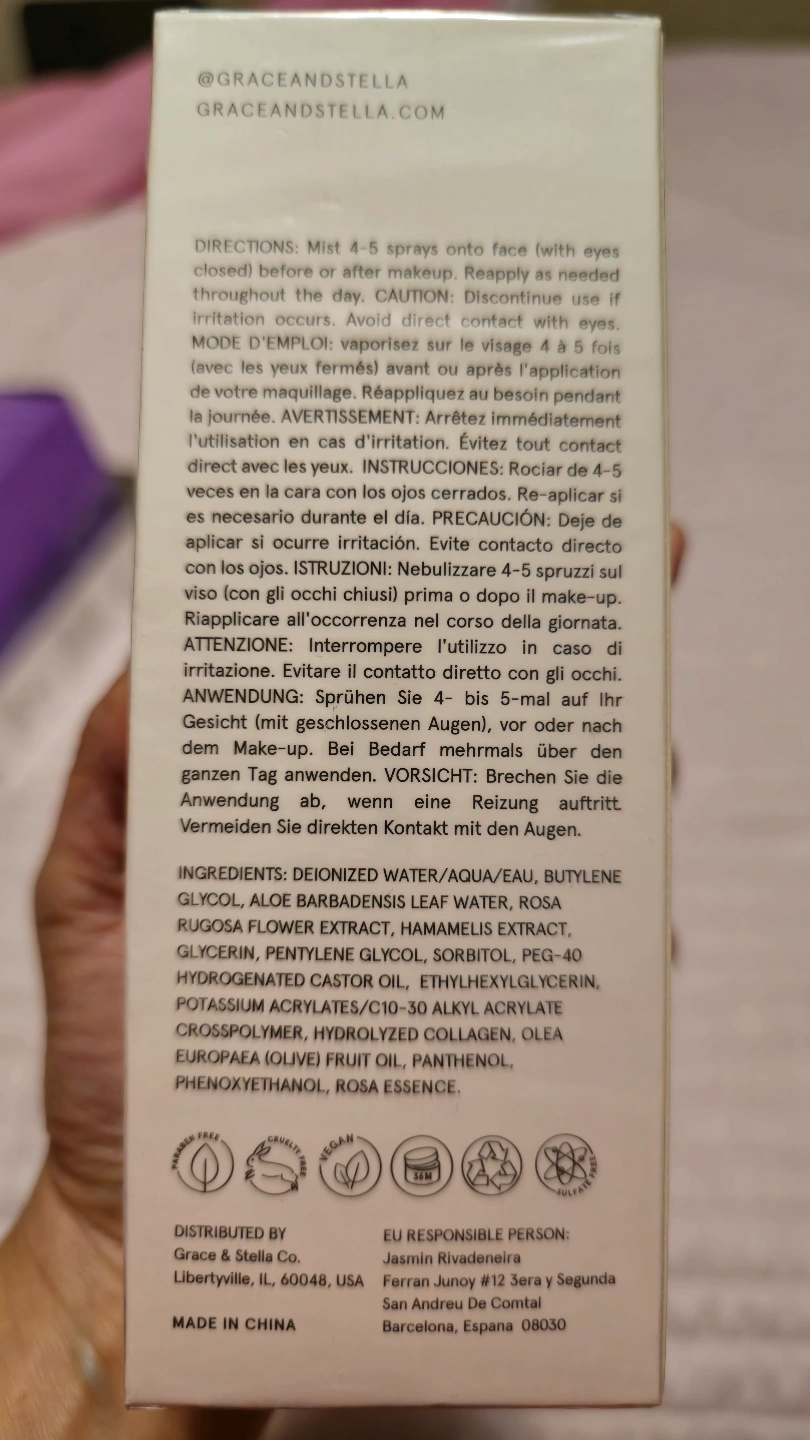 @GRACEANDSTELLA
GRACEANDSTELLA.COM
DIRECTIONS: Mist 4-5 sprays onto face (with eyes
closed) before or after makeup. Reapply as needed
throughout the day. CAUTION: Discontinue use if
irritation occurs. Avoid direct contact with eyes.
MODE D'EMPLOI: vaporisez sur le visage 4 à 5 fois
(avec les yeux fermés) avant ou après l'application
de votre maquillage. Réappliquez au besoin pendant
la journée. AVERTISSEMENT: Arrêtez immédiatement
l'utilisation en cas d'irritation. Évitez tout contact
direct avec les yeux. INSTRUCCIONES: Rociar de 4-5
veces en la cara con los ojos cerrados. Re-aplicar si
es necesario durante el día. PRECAUCIÓN: Deje de
aplicar si ocurre irritación. Evite contacto directo
con los ojos. ISTRUZIONI: Nebulizzare 4-5 spruzzi sul
viso (con gli occhi chiusi) prima o dopo il make-up.
Riapplicare all'occorrenza nel corso della giornata.
ATTENZIONE: Interrompere l'utilizzo in caso di
irritazione. Evitare il contatto diretto con gli occhi.
ANWENDUNG: Sprühen Sie 4- bis 5-mal auf Ihr
Gesicht (mit geschlossenen Augen), vor oder nach
dem Make-up. Bei Bedarf mehrmals über den
ganzen Tag anwenden. VORSICHT: Brechen Sie die
Anwendung ab, wenn eine Reizung auftritt.
Vermeiden Sie direkten Kontakt mit den Augen.
INGREDIENTS: DEIONIZED WATER/AQUA/EAU, BUTYLENE
GLYCOL, ALOE BARBADENSIS LEAF WATER, ROSA
RUGOSA FLOWER EXTRACT, HAMAMELIS EXTRACT,
GLYCERIN, PENTYLENE GLYCOL, SORBITOL, PEG-40
HYDROGENATED CASTOR OIL, ETHYLHEXYLGLYCERIN,
POTASSIUM ACRYLATES/C10-30 ALKYL ACRYLATE
CROSSPOLYMER, HYDROLYZED COLLAGEN, OLEA
EUROPAEA (OLIVE) FRUIT OIL, PANTHENOL,
PHENOXYETHANOL, ROSA ESSENCE.
PARABEN FREE
CRUELTY FREE
VEGAN
36M
SULFATE FREE
DISTRIBUTED BY
Grace & Stella Co.
Libertyville, IL, 60048, USA
MADE IN CHINA
EU RESPONSIBLE PERSON:
Jasmin Rivadeneira
Ferran Junoy #12 3era y Segunda
San Andreu De Comtal
Barcelona, Espana 08030